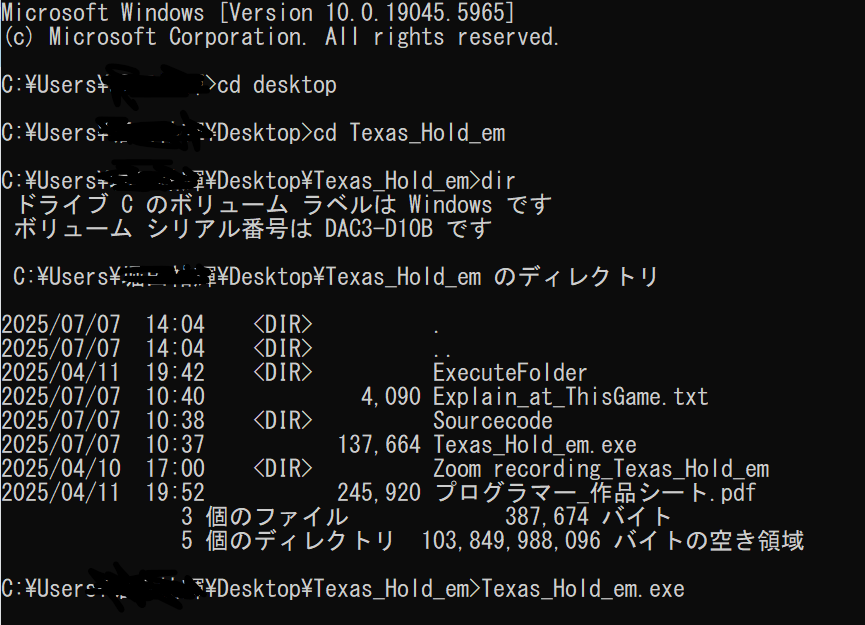 Microsoft Windows [Version 10.0.19045.5965]
(c) Microsoft Corporation. All rights reserved.
C:¥Users¥ >cd desktop
C:¥Users¥ ¥Desktop>cd Texas_Hold_em
C:¥Users¥ ¥Desktop¥Texas_Hold_em>dir
ドライブ C のボリューム ラベルは Windows です
ボリューム シリアル番号は DAC3-D10B です
C:¥Users¥ ¥Desktop¥Texas_Hold_em のディレクトリ
2025/07/07 14:04 <DIR> .
2025/07/07 14:04 <DIR> ..
2025/04/11 19:42 <DIR> ExecuteFolder
2025/07/07 10:40 4,090 Explain_at_ThisGame.txt
2025/07/07 10:38 <DIR> Sourcecode
2025/07/07 10:37 137,664 Texas_Hold_em.exe
2025/04/10 17:00 <DIR> Zoom recording_Texas_Hold_em
2025/04/11 19:52 245,920 プログラマー_作品シート.pdf
3 個のファイル 387,674 バイト
5 個のディレクトリ 103,849,988,096 バイトの空き領域
C:¥Users ¥Desktop¥Texas_Hold_em>Texas_Hold_em.exe